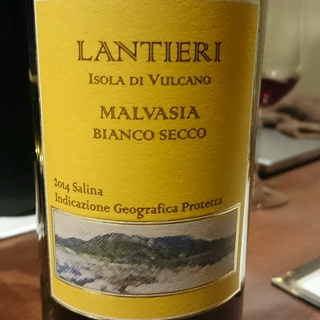 LANTIERI
ISOLA DI VULCANO
MALVASIA
BIANCO SECCO
2014 Salina
Indicazione Geografica Protetta